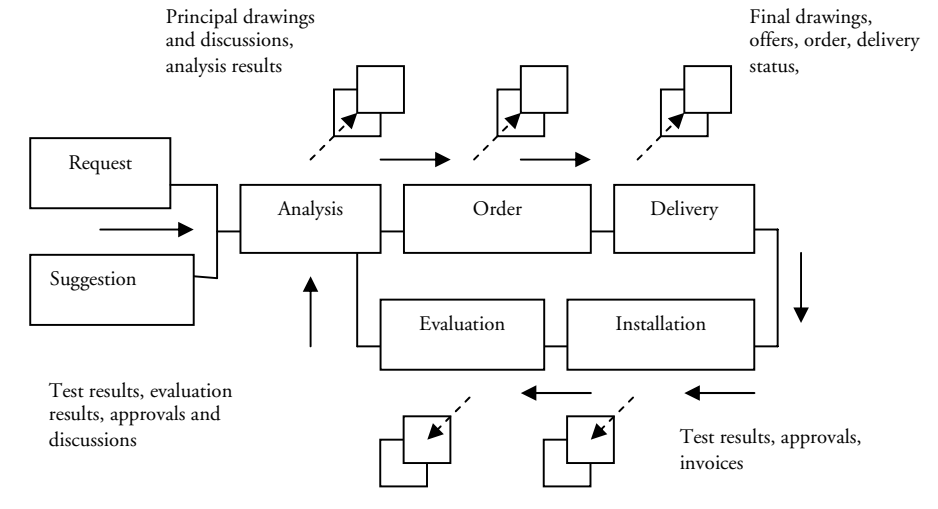 Principal drawings
and discussions,
analysis results
Final drawings,
offers, order, delivery
status,
Request
Analysis
Order
Delivery
Suggestion
Evaluation
Installation
Test results, evaluation
results, approvals and
discussions
Test results, approvals,
invoices